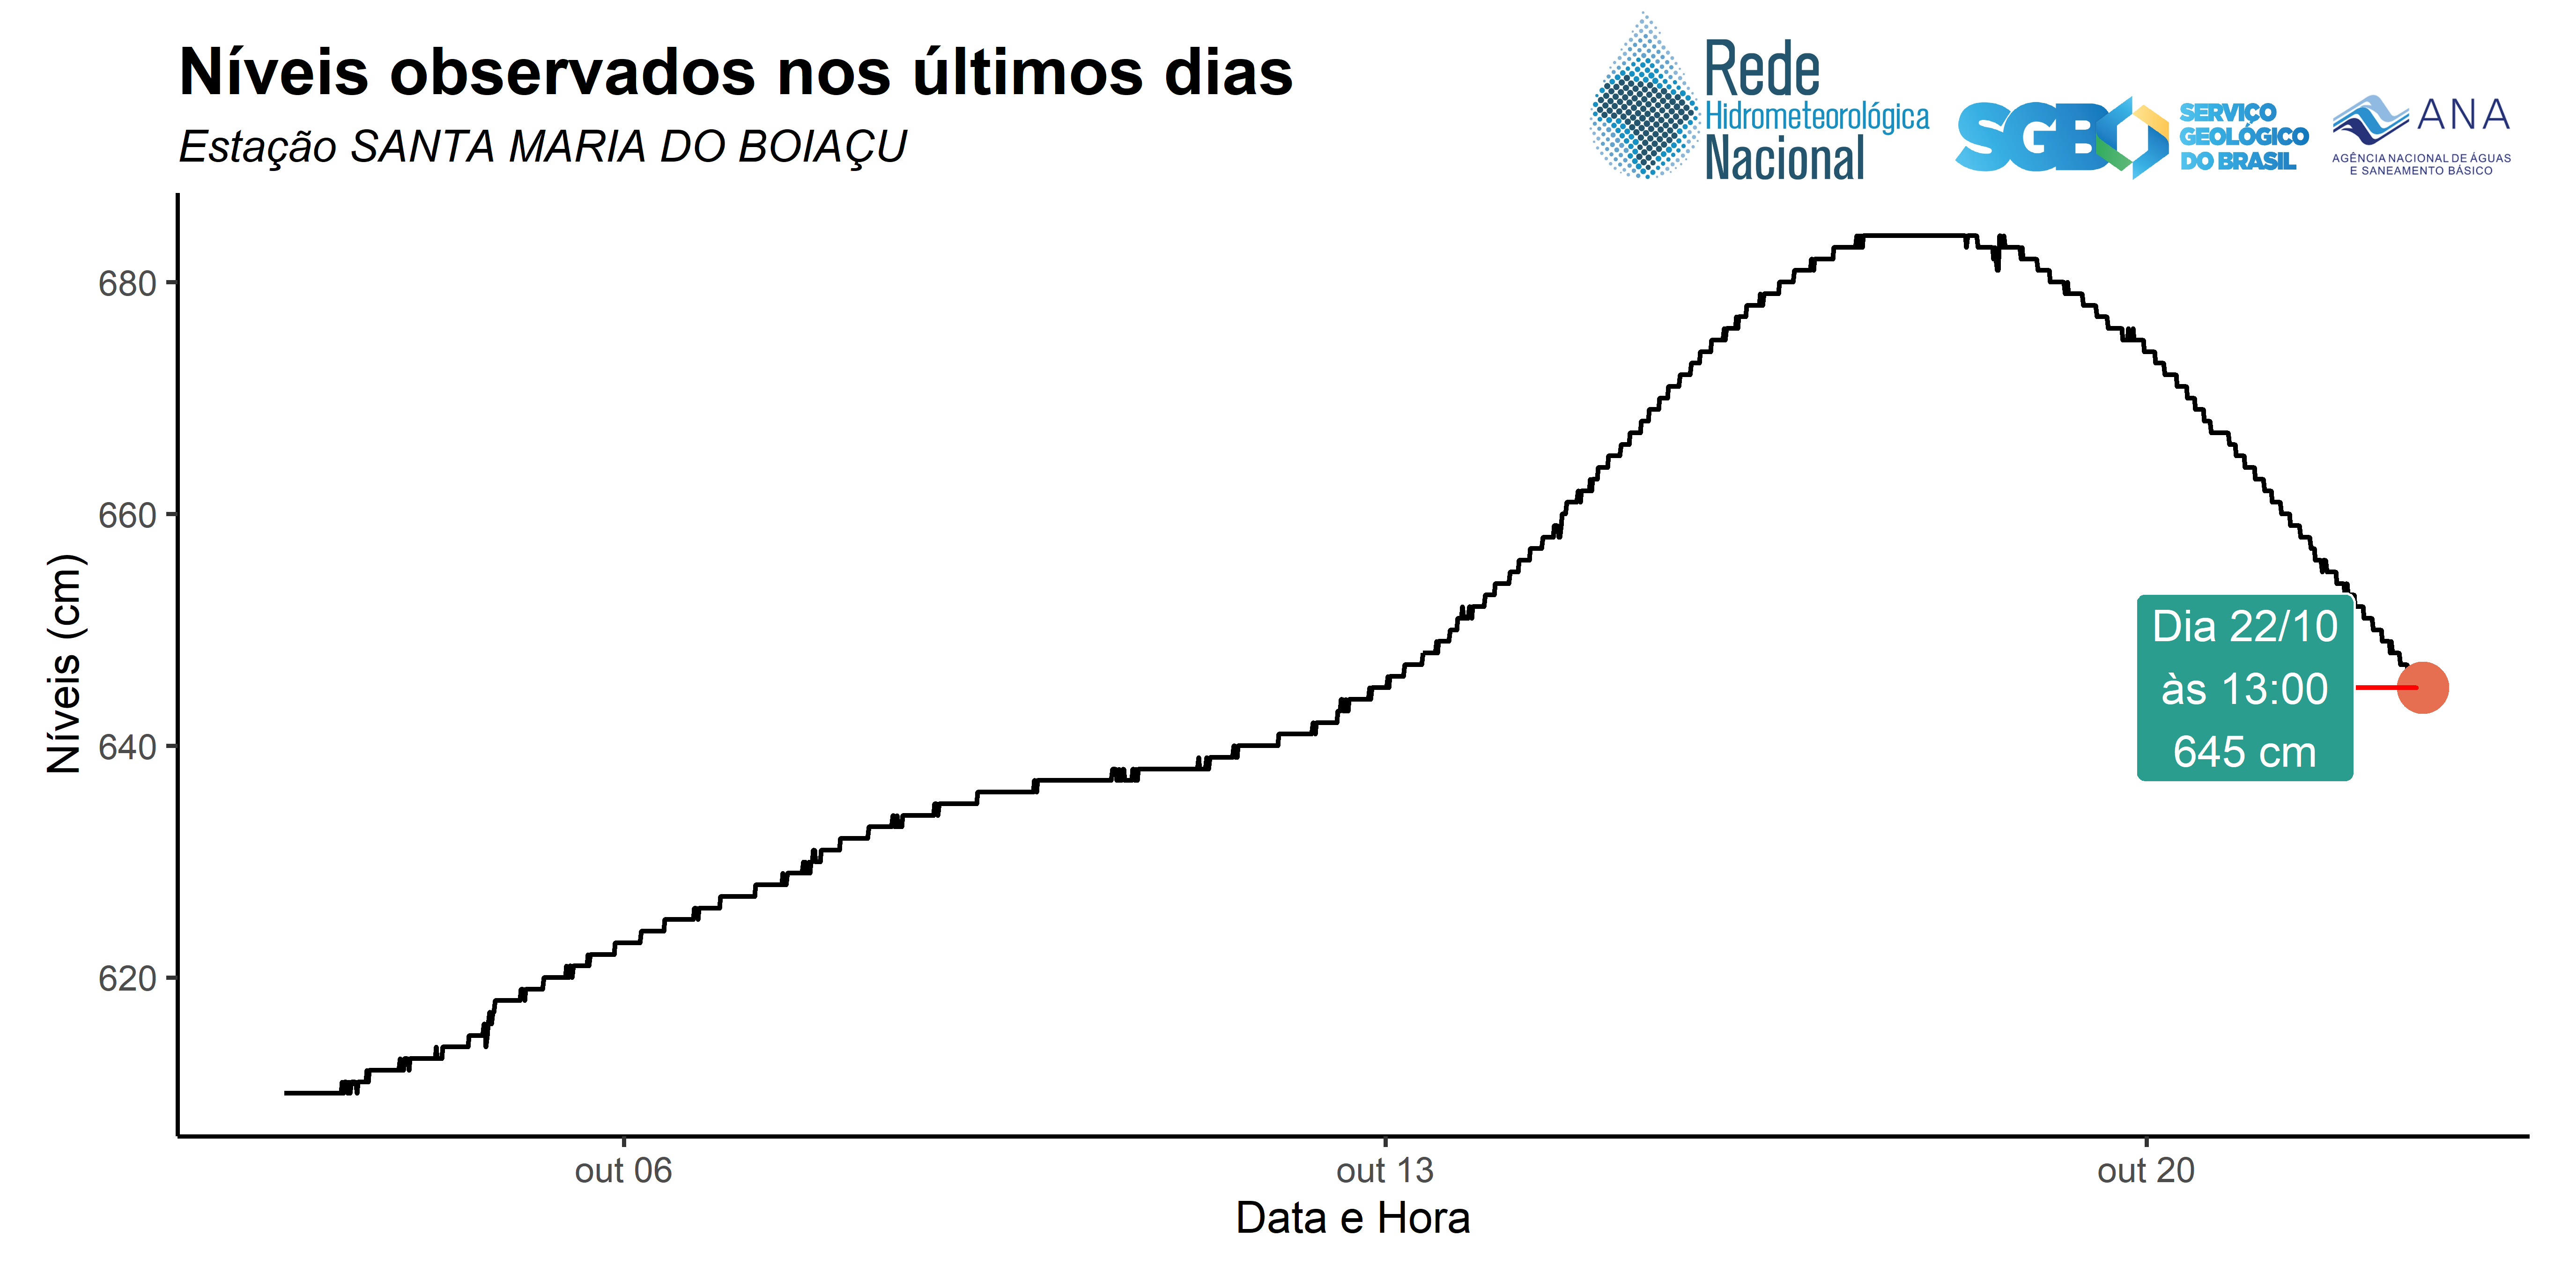 Níveis observados nos últimos dias
Estação SANTA MARIA DO BOIAÇU
Rede
Hidrometeorológica
Nacional
SGB
SERVIÇO
GEOLÓGICO
DO BRASIL
ANA
AGÊNCIA NACIONAL DE ÁGUAS
E SANEAMENTO BÁSICO
Níveis (cm)
680
660
640
620
Dia 22/10
às 13:00
645 cm
out 06
out 13
out 20
Data e Hora